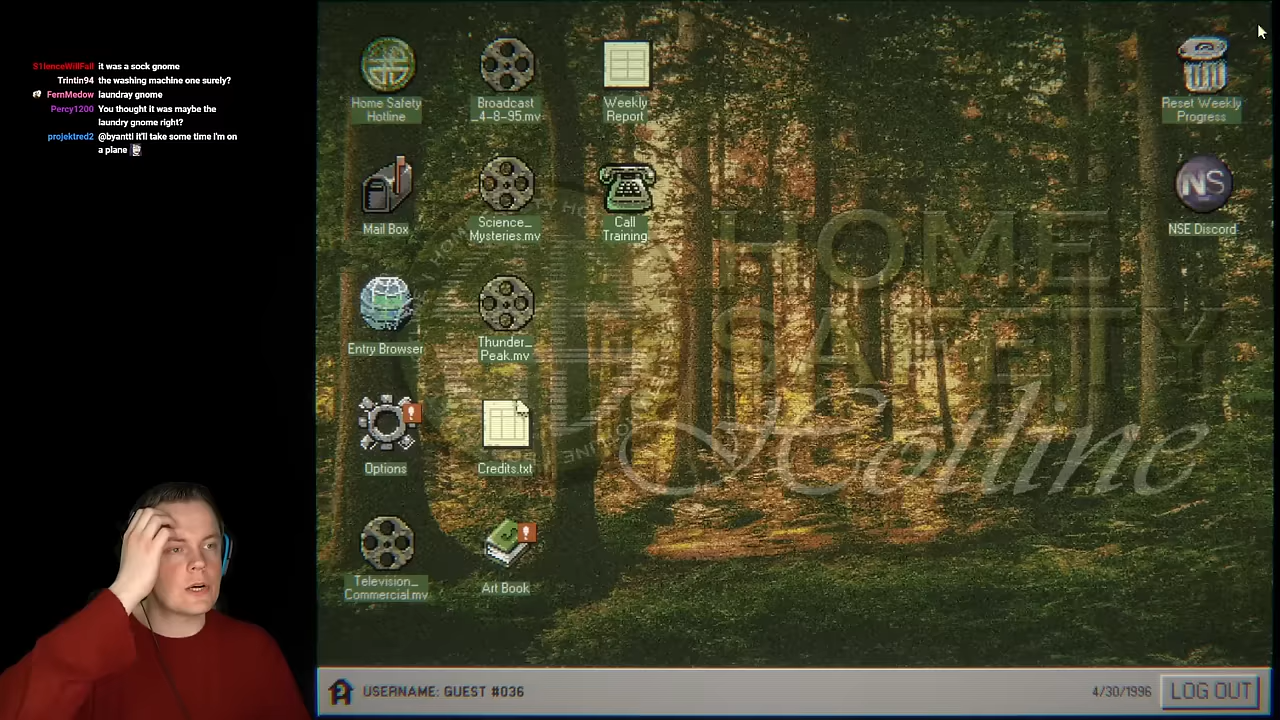 S1lenceWillFall it was a sock gnome
Trintin94 the washing machine one surely?
FernMedow laundray gnome
Percy1200 You thought it was maybe the
laundry gnome right?
projektred2 @byantti it'll take some time I'm on
a plane
Home Safety
Hotline
Broadcast
_4-8-95.mv
Weekly
Report
Reset Weekly
Progress
Mail Box
Science_
Mysteries.mv
Call
Training
NS
NSE Discord
HOME
SAFETY
Hotline
Entry Browser
Thunder_
Peak.mv
Options
Credits.txt
Television_
Commercial.mv
Art Book
USERNAME: GUEST #036
4/30/1996
LOG OUT